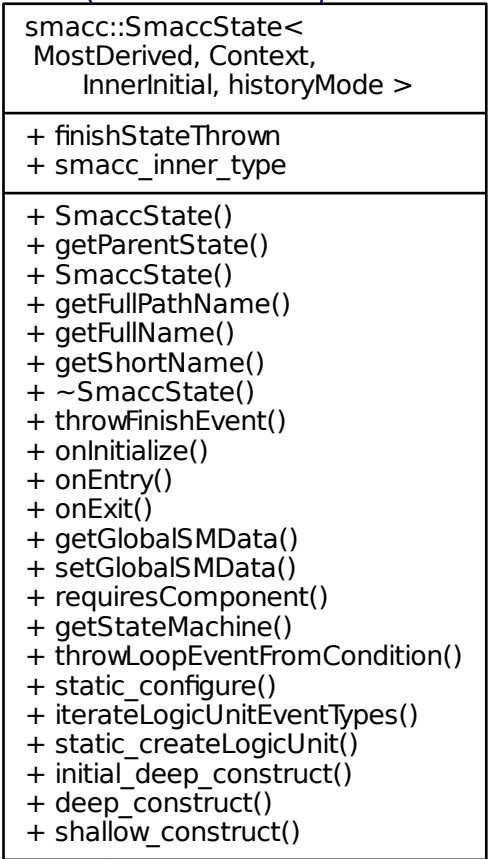 smacc::SmaccState<
MostDerived, Context,
InnerInitial, historyMode >
+ finishStateThrown
+ smacc_inner_type
+ SmaccState()
+ getParentState()
+ SmaccState()
+ getFullPathName()
+ getFullName()
+ getShortName()
+ ~SmaccState()
+ throwFinishEvent()
+ onInitialize()
+ onEntry()
+ onExit()
+ getGlobalSMData()
+ setGlobalSMData()
+ requiresComponent()
+ getStateMachine()
+ throwLoopEventFromCondition()
+ static_configure()
+ iterateLogicUnitEventTypes()
+ static_createLogicUnit()
+ initial_deep_construct()
+ deep_construct()
+ shallow_construct()